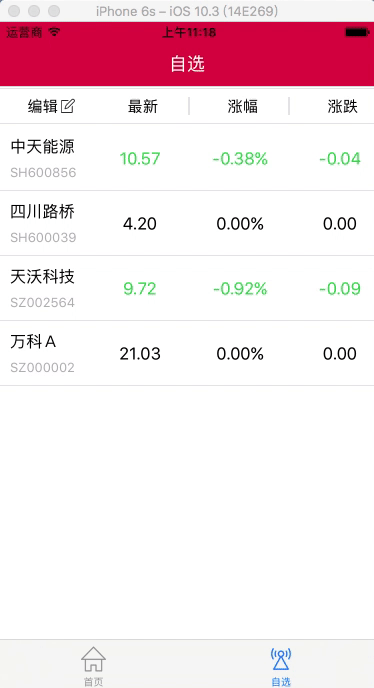 iPhone 6s – iOS 10.3 (14E269)
运营商 上午11:18
自选
编辑 最新 涨幅 涨跌
中天能源
SH600856
10.57 -0.38% -0.04
四川路桥
SH600039
4.20 0.00% 0.00
天沃科技
SZ002564
9.72 -0.92% -0.09
万科Ａ
SZ000002
21.03 0.00% 0.00
首页 自选